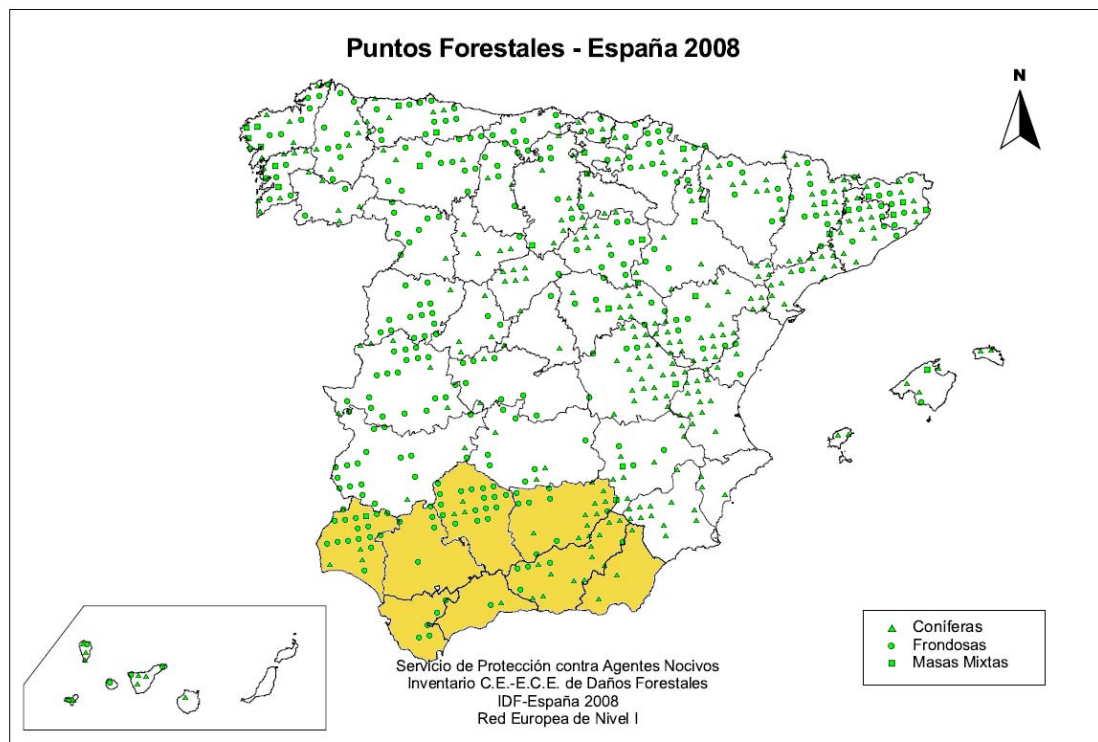 Puntos Forestales - España 2008
N
Coníferas
Frondosas
Masas Mixtas
Servicio de Protección contra Agentes Nocivos
Inventario C.E.-E.C.E. de Daños Forestales
IDF-España 2008
Red Europea de Nivel I